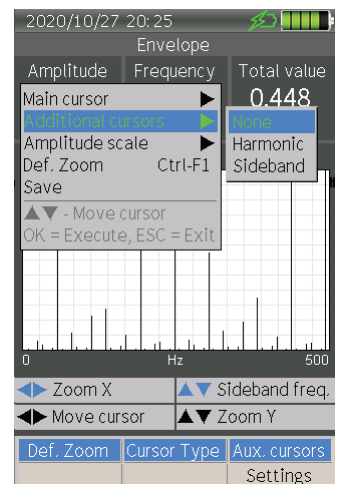 2020/10/27 20:25
Envelope
Amplitude Frequency Total value
0.448
Main cursor ▶
Additional cursors ▶
None
Amplitude scale ▶
Harmonic
Def. Zoom Ctrl-F1
Sideband
Save
▲▼ - Move cursor
OK = Execute, ESC = Exit
0 Hz 500
◀▶ Zoom X ▲▼ Sideband freq.
◀▶ Move cursor ▲▼ Zoom Y
Def. Zoom Cursor Type Aux. cursors
Settings